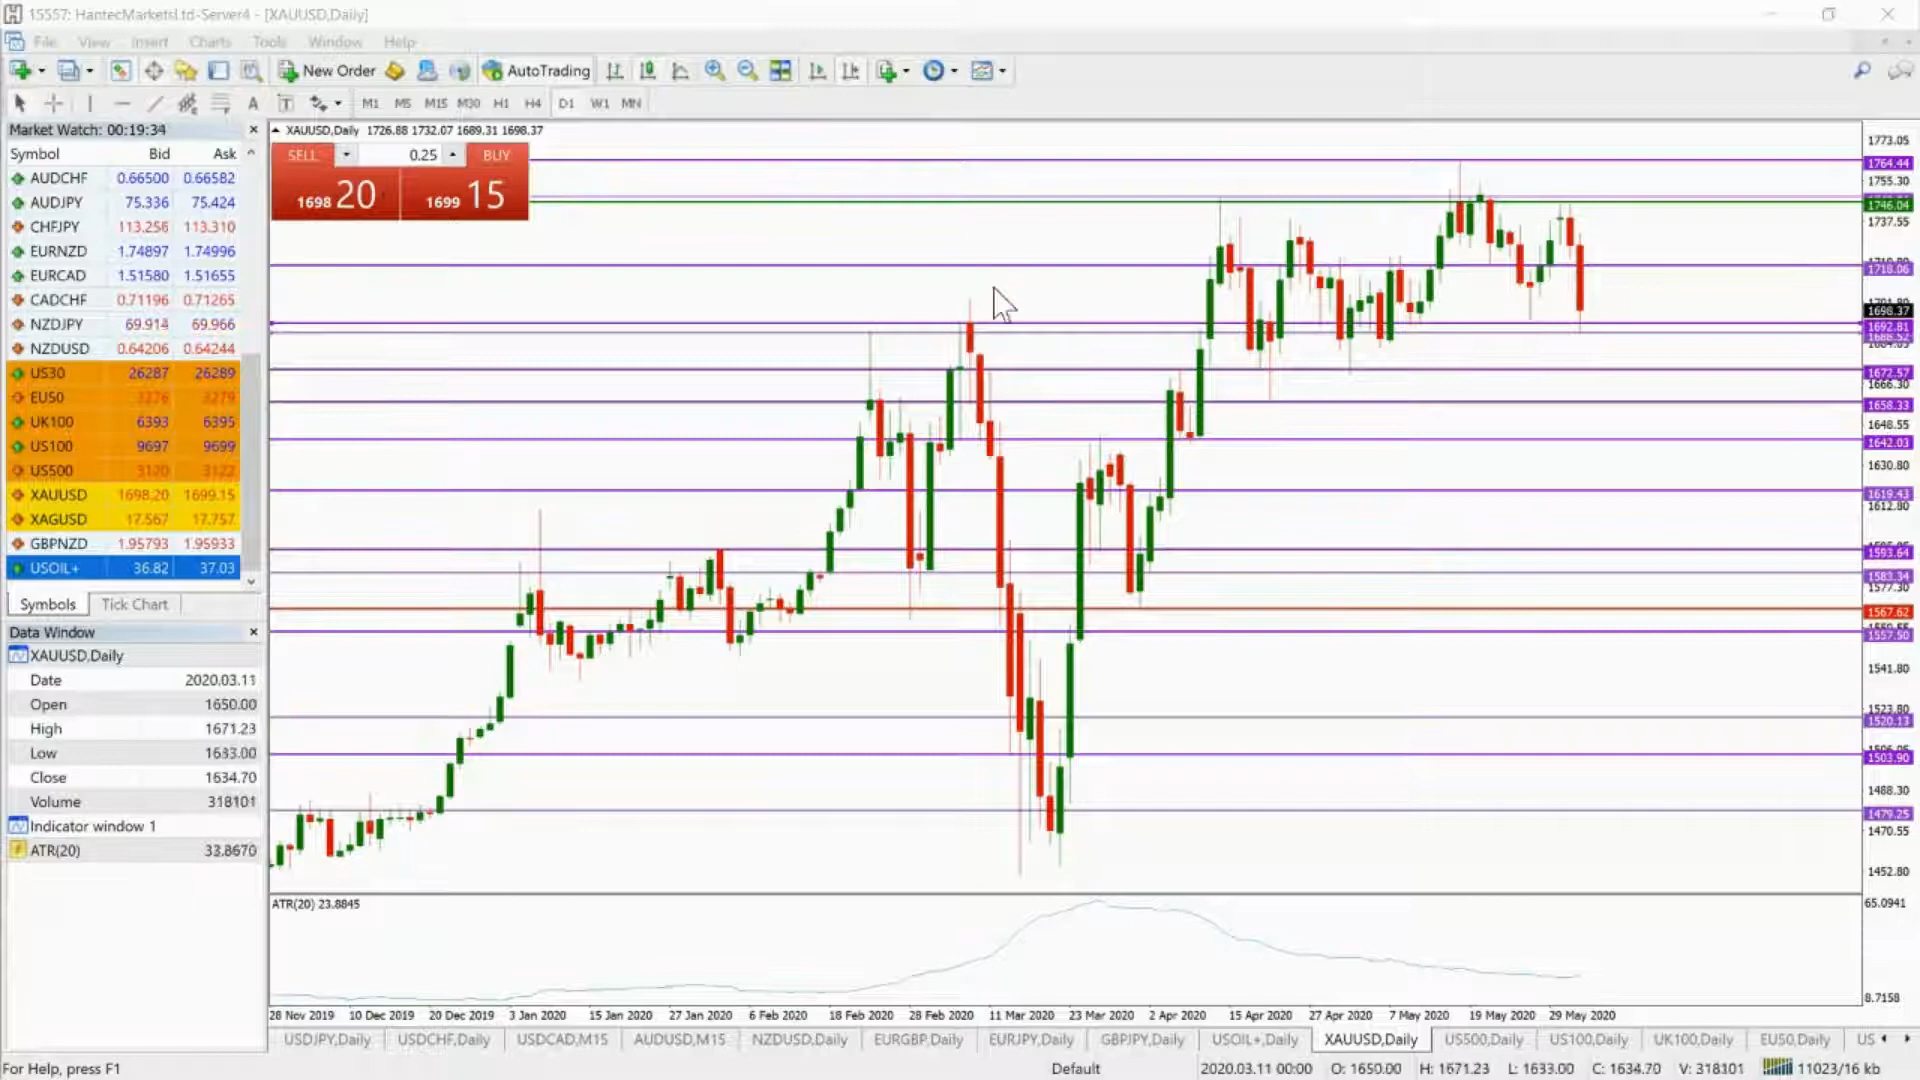 15557: HantecMarketsLtd-Server4 - [XAUUSD,Daily]
File View Insert Charts Tools Window Help
New Order AutoTrading
A T M1 M5 M15 M30 H1 H4 D1 W1 MN
Market Watch: 00:19:34
Symbol Bid Ask
AUDCHF 0.66500 0.66582
AUDJPY 75.336 75.424
CHFJPY 113.256 113.310
EURNZD 1.74897 1.74996
EURCAD 1.51580 1.51655
CADCHF 0.71196 0.71265
NZDJPY 69.914 69.966
NZDUSD 0.64206 0.64244
US30 26287 26289
EU50 3276 3279
UK100 6393 6395
US100 9697 9699
US500 3120 3122
XAUUSD 1698.20 1699.15
XAGUSD 17.567 17.757
GBPNZD 1.95793 1.95933
USOIL+ 36.82 37.03
Symbols Tick Chart
Data Window
XAUUSD,Daily
Date 2020.03.11
Open 1650.00
High 1671.23
Low 1633.00
Close 1634.70
Volume 318101
Indicator window 1
ATR(20) 33.8670
XAUUSD,Daily 1726.88 1732.07 1689.31 1698.37
SELL 0.25 BUY
1698 20 1699 15
1773.05
1764.44
1755.30
1746.04
1737.55
1718.06
1698.37
1692.81
1672.57
1666.30
1658.33
1648.55
1642.03
1630.80
1619.43
1612.80
1593.64
1583.34
1577.30
1567.62
1557.50
1541.80
1523.80
1520.13
1503.90
1488.30
1479.25
1470.55
1452.80
ATR(20) 23.8845
65.0941
8.7158
28 Nov 2019 10 Dec 2019 20 Dec 2019 3 Jan 2020 15 Jan 2020 27 Jan 2020 6 Feb 2020 18 Feb 2020 28 Feb 2020 11 Mar 2020 23 Mar 2020 2 Apr 2020 15 Apr 2020 27 Apr 2020 7 May 2020 19 May 2020 29 May 2020
USDJPY,Daily USDCHF,Daily USDCAD,M15 AUDUSD,M15 NZDUSD,Daily EURGBP,Daily EURJPY,Daily GBPJPY,Daily USOIL+,Daily XAUUSD,Daily US500,Daily US100,Daily UK100,Daily EU50,Daily US
For Help, press F1 Default 2020.03.11 00:00 O: 1650.00 H: 1671.23 L: 1633.00 C: 1634.70 V: 318101 11023/16 kb